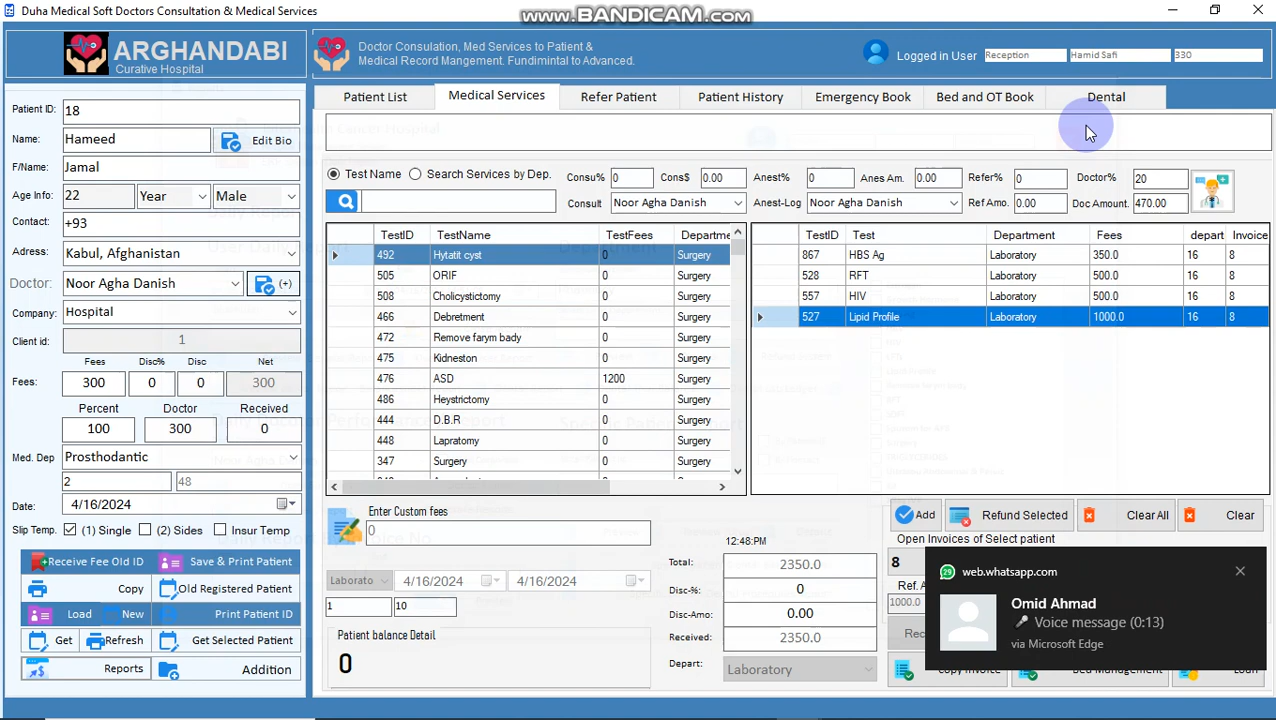 Duha Medical Soft Doctors Consultation & Medical Services
www.BANDICAM.com
ARGHANDABI
Curative Hospital
Doctor Consulation, Med Services to Patient &
Medical Record Mangement. Fundimintal to Advanced.
Logged in User
Reception
Hamid Safi
330
Patient List
Medical Services
Refer Patient
Patient History
Emergency Book
Bed and OT Book
Dental
Patient ID: 18
Name: Hameed
Edit Bio
F/Name: Jamal
Age Info: 22 Year Male
Contact: +93
Adress: Kabul, Afghanistan
Doctor: Noor Agha Danish (+)
Company: Hospital
Client id: 1
Fees Disc% Disc Net
Fees: 300 0 0 300
Percent Doctor Received
100 300 0
Med. Dep Prosthodantic
2 48
Date: 4/16/2024
Slip Temp. (1) Single (2) Sides Insur Temp
Receive Fee Old ID Save & Print Patient
Copy Old Registered Patient
Load New Print Patient ID
Get Refresh Get Selected Patient
Reports Addition
Test Name Search Services by Dep.
Consu% 0 Cons$ 0.00 Anest% 0 Anes Am. 0.00 Refer% 0 Doctor% 20
Consult Noor Agha Danish Anest-Log Noor Agha Danish Ref Amo. 0.00 Doc Amount. 470.00
TestID TestName TestFees Departme
492 Hytatit cyst 0 Surgery
505 ORIF 0 Surgery
508 Cholicystictomy 0 Surgery
466 Debretment 0 Surgery
472 Remove farym bady 0 Surgery
475 Kidneston 0 Surgery
476 ASD 1200 Surgery
486 Heystrictomy 0 Surgery
444 D.B.R 0 Surgery
448 Lapratomy 0 Surgery
347 Surgery 0 Surgery
TestID Test Department Fees depart Invoice
867 HBS Ag Laboratory 350.0 16 8
528 RFT Laboratory 500.0 16 8
557 HIV Laboratory 500.0 16 8
527 Lipid Profile Laboratory 1000.0 16 8
Enter Custom fees
0
Laborato 4/16/2024 4/16/2024
1 10
Patient balance Detail
0
12:48:PM
Total: 2350.0
Disc-%: 0
Disc-Amo: 0.00
Received: 2350.0
Depart: Laboratory
Add Refund Selected Clear All Clear
Open Invoices of Select patient
8
Ref. A
1000.0
Rec
Copy Invoice Bed Management Loan
web.whatsapp.com
Omid Ahmad
Voice message (0:13)
via Microsoft Edge